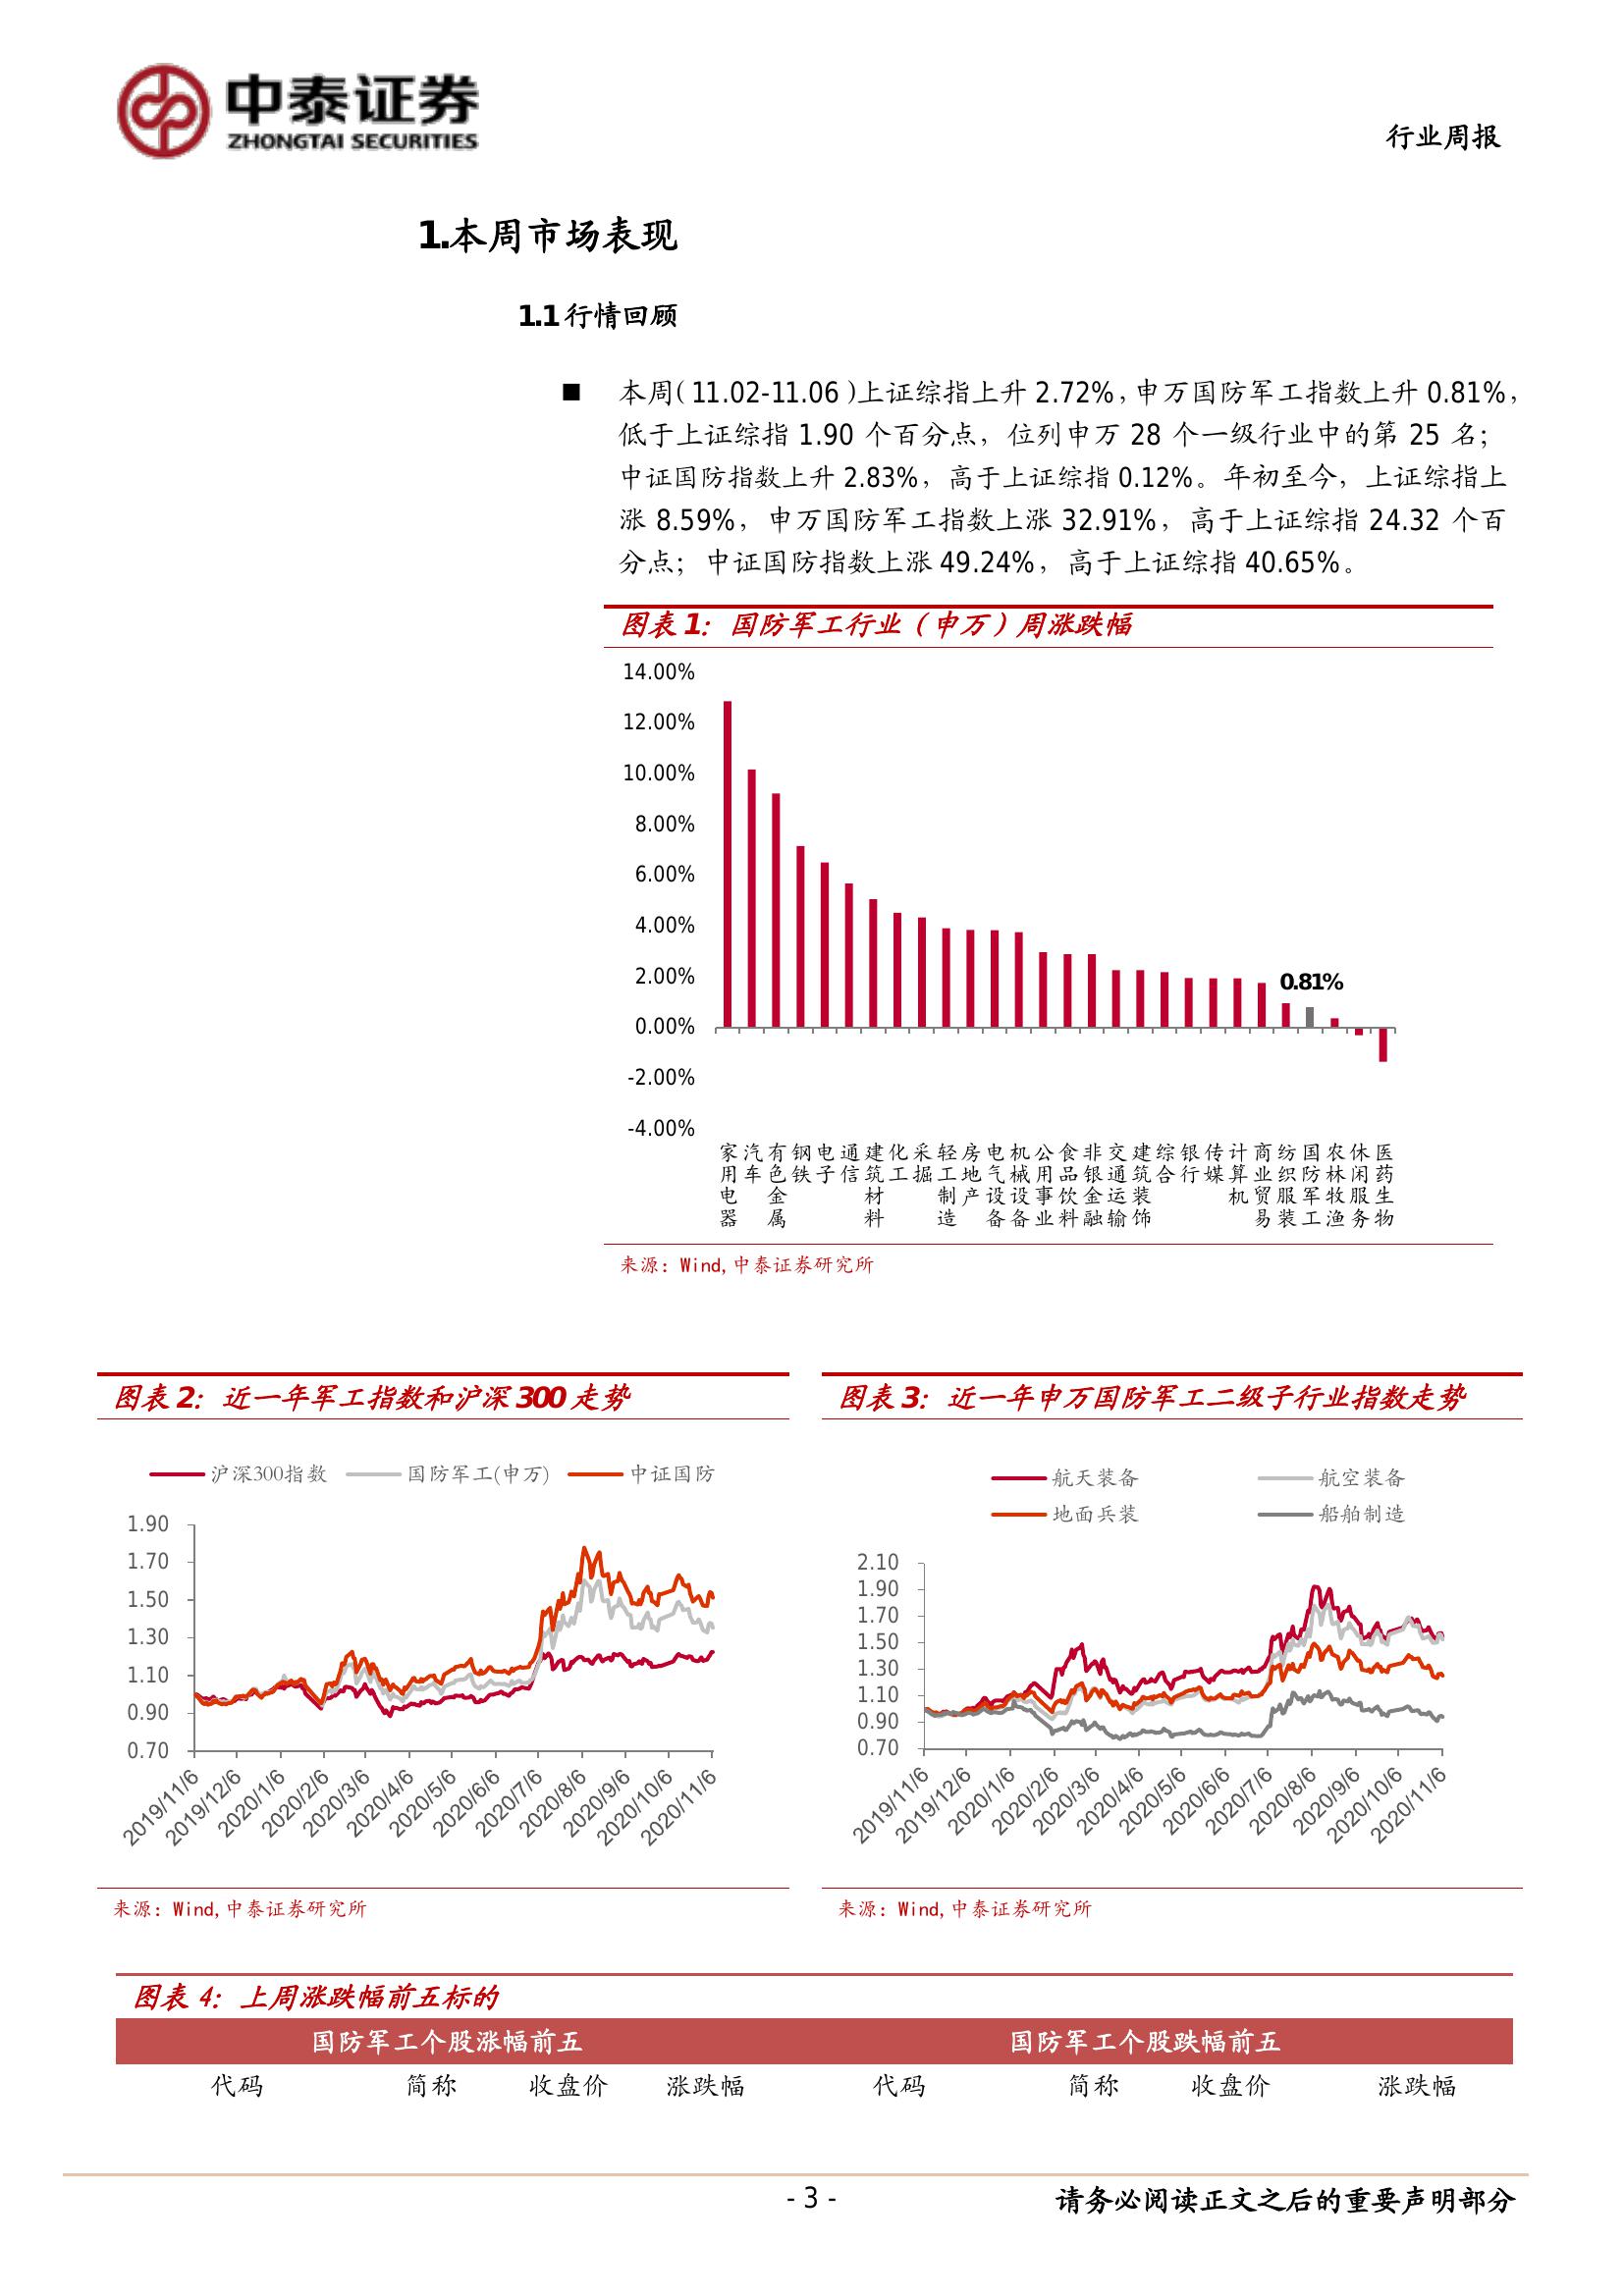 中泰证券
ZHONGTAI SECURITIES
行业周报
1.本周市场表现
1.1 行情回顾
■ 本周(11.02-11.06)上证综指上升 2.72%,申万国防军工指数上升 0.81%,
低于上证综指 1.90 个百分点，位列申万 28 个一级行业中的第 25 名；
中证国防指数上升 2.83%，高于上证综指 0.12%。年初至今，上证综指上
涨 8.59%，申万国防军工指数上涨 32.91%，高于上证综指 24.32 个百
分点；中证国防指数上涨 49.24%，高于上证综指 40.65%。
图表 1：国防军工行业（申万）周涨跌幅
14.00%
12.00%
10.00%
8.00%
6.00%
4.00%
2.00%
0.00%
-2.00%
-4.00%
0.81%
家用电器
汽车
有色金属
钢铁
电子
通信
建筑材料
化工
采掘
轻工制造
房地产
电气设备
机械设备
公用事业
食品饮料
非银金融
交通运输
建筑装饰
综合
银行
传媒
计算机
商业贸易
纺织服装
国防军工
农林牧渔
休闲服务
医药生物
来源：Wind,中泰证券研究所
图表 2：近一年军工指数和沪深 300 走势
沪深300指数 国防军工(申万) 中证国防
1.90
1.70
1.50
1.30
1.10
0.90
0.70
2019/11/6
2019/12/6
2020/1/6
2020/2/6
2020/3/6
2020/4/6
2020/5/6
2020/6/6
2020/7/6
2020/8/6
2020/9/6
2020/10/6
2020/11/6
来源：Wind,中泰证券研究所
图表 3：近一年申万国防军工二级子行业指数走势
航天装备 航空装备
地面兵装 船舶制造
2.10
1.90
1.70
1.50
1.30
1.10
0.90
0.70
2019/11/6
2019/12/6
2020/1/6
2020/2/6
2020/3/6
2020/4/6
2020/5/6
2020/6/6
2020/7/6
2020/8/6
2020/9/6
2020/10/6
2020/11/6
来源：Wind,中泰证券研究所
图表 4：上周涨跌幅前五标的
国防军工个股涨幅前五 国防军工个股跌幅前五
代码 简称 收盘价 涨跌幅 代码 简称 收盘价 涨跌幅
- 3 -
请务必阅读正文之后的重要声明部分